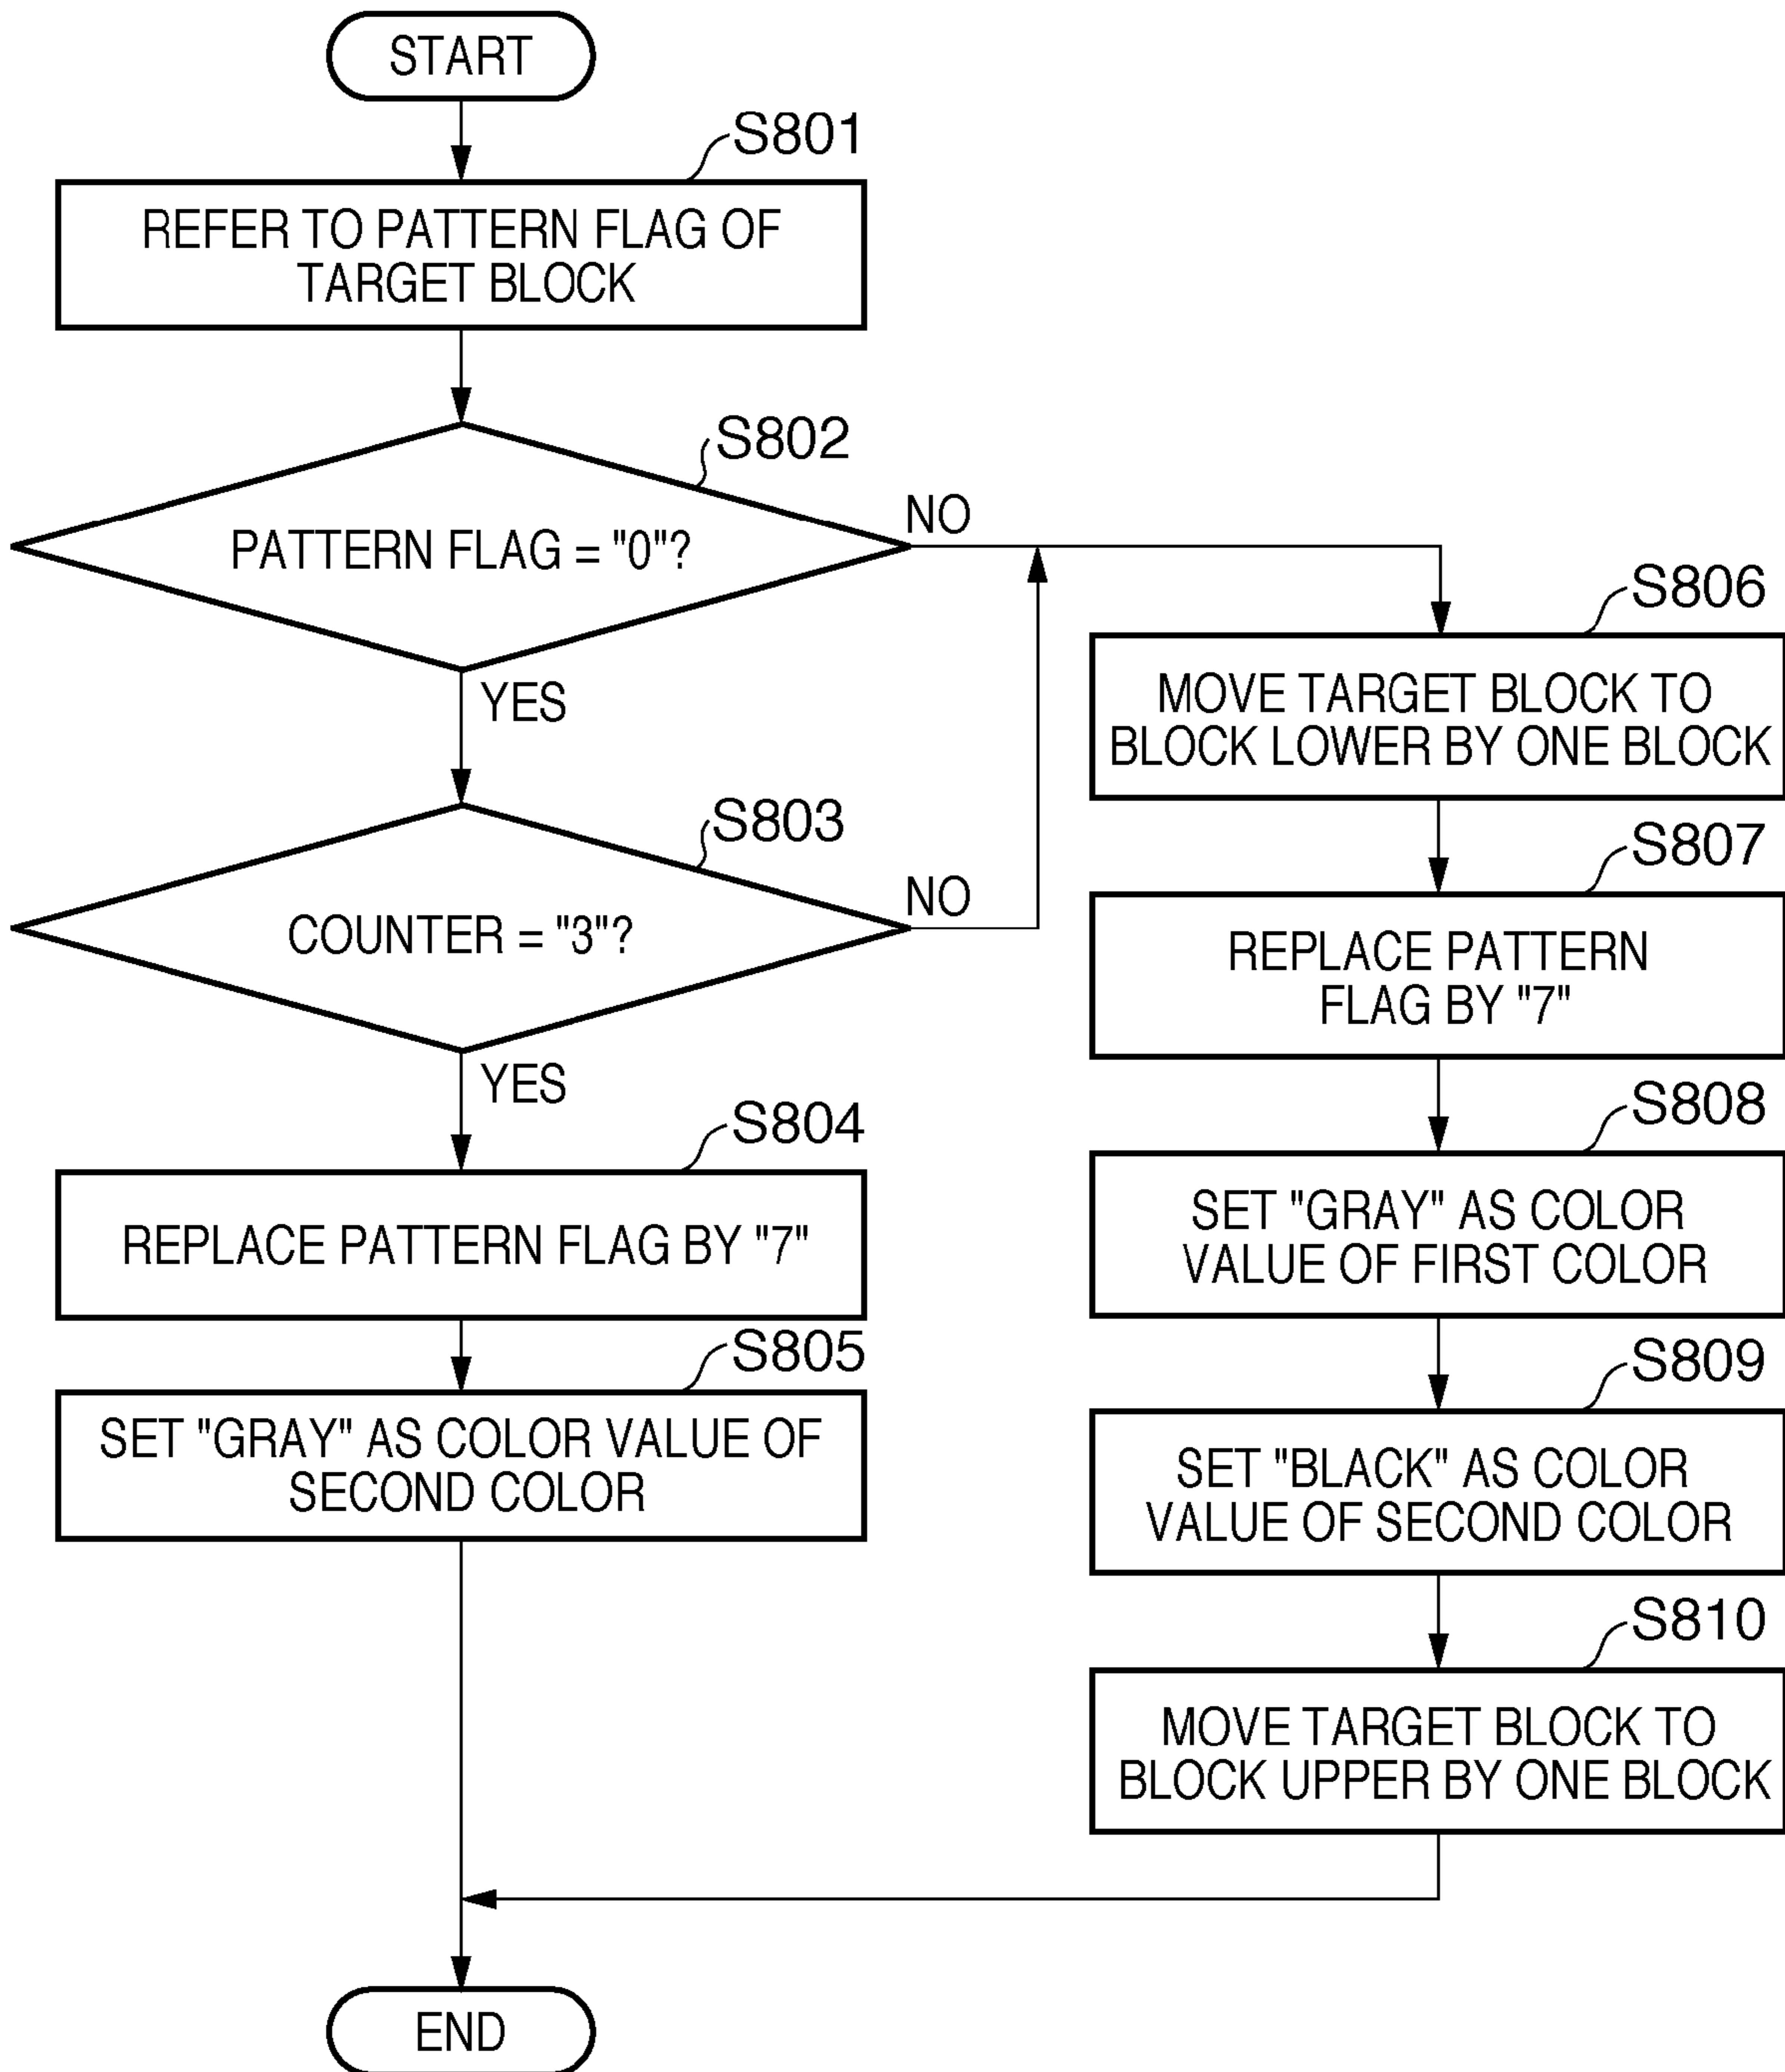 START
S801
REFER TO PATTERN FLAG OF
TARGET BLOCK
S802
PATTERN FLAG = "0"?
NO
YES
S803
COUNTER = "3"?
NO
YES
S804
REPLACE PATTERN FLAG BY "7"
S805
SET "GRAY" AS COLOR VALUE OF
SECOND COLOR
S806
MOVE TARGET BLOCK TO
BLOCK LOWER BY ONE BLOCK
S807
REPLACE PATTERN
FLAG BY "7"
S808
SET "GRAY" AS COLOR
VALUE OF FIRST COLOR
S809
SET "BLACK" AS COLOR
VALUE OF SECOND COLOR
S810
MOVE TARGET BLOCK TO
BLOCK UPPER BY ONE BLOCK
END